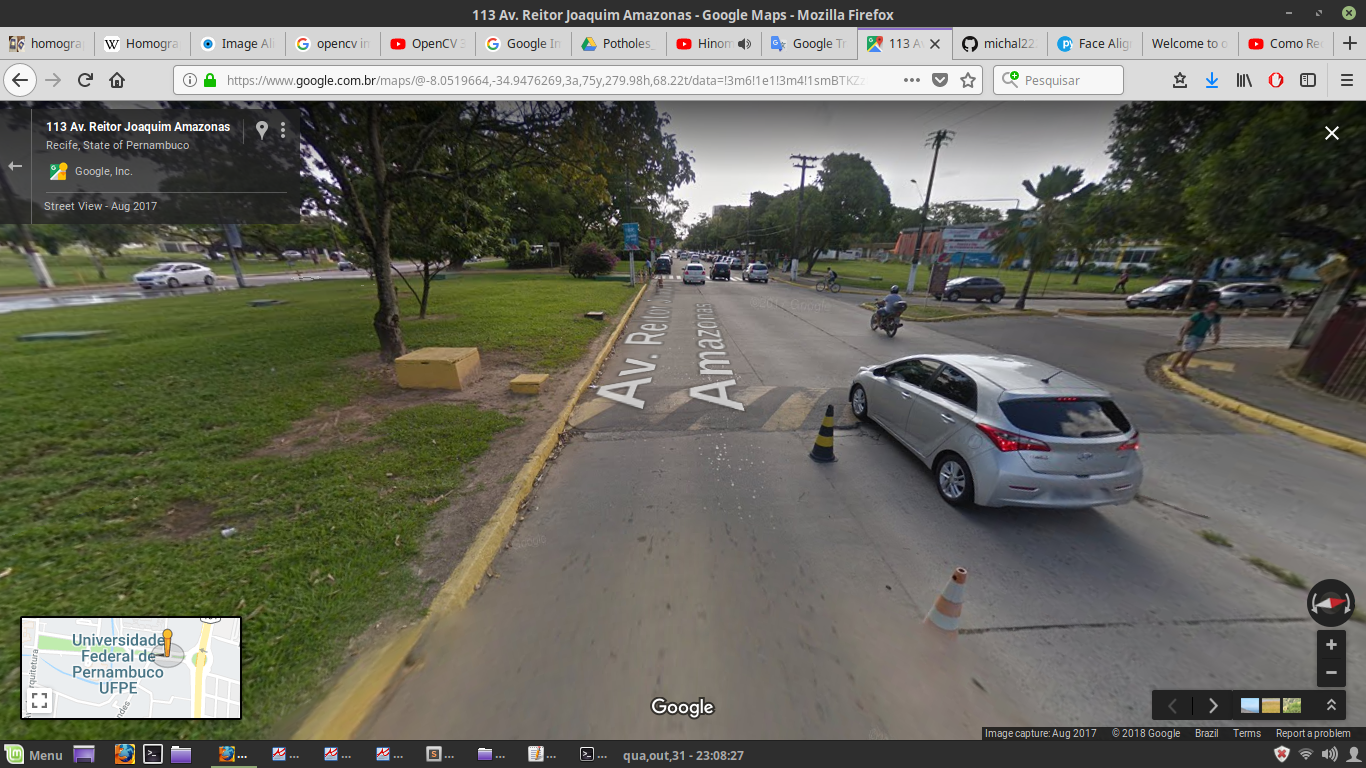 113 Av. Reitor Joaquim Amazonas - Google Maps - Mozilla Firefox
homogra
Homogra
Image Ali
opencv im
OpenCV 3
Google Im
Potholes_
Hinom
Google Tr
113 Av
michal22
Face Align
Welcome to o
Como Re
https://www.google.com.br/maps/@-8.0519664,-34.9476269,3a,75y,279.98h,68.22t/data=!3m6!1e1!3m4!1smBTKZ
Pesquisar
113 Av. Reitor Joaquim Amazonas
Recife, State of Pernambuco
Google, Inc.
Street View - Aug 2017
Av. Reitor
Amazonas
Universidade
Federal de
Pernambuco
UFPE
Google
Image capture: Aug 2017 © 2018 Google Brazil Terms Report a problem
Menu
qua,out,31 - 23:08:27